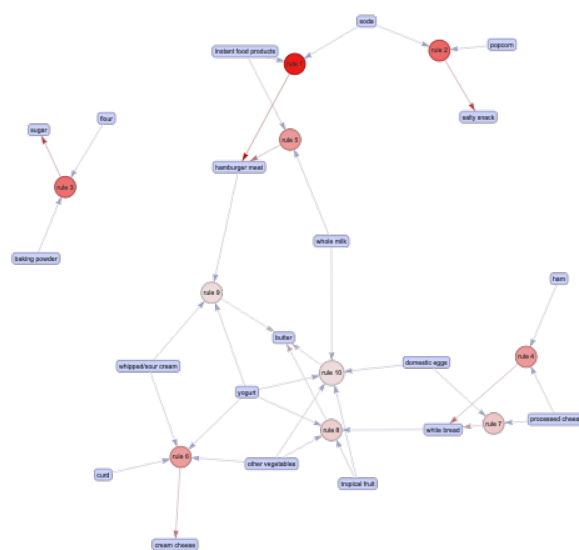 soda
rule 2
popcorn
Instant food products
rule 1
salty snack
sugar
flour
rule 5
hamburger meat
rule 3
whole milk
baking powder
ham
rule 9
butter
rule 4
whipped/sour cream
domestic eggs
rule 10
yogurt
processed cheese
rule 7
rule 8
white bread
rule 6
other vegetables
curd
tropical fruit
cream cheese